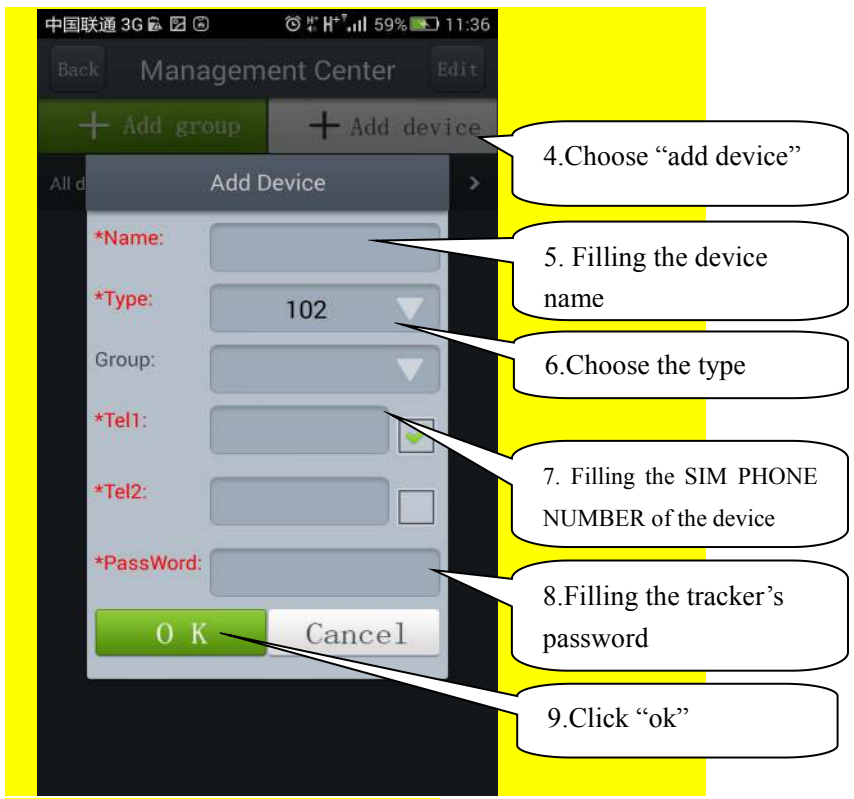 中国联通 3G 59% 11:36
Back Management Center Edit
+ Add group + Add device
All d >
Add Device
*Name:
*Type: 102
Group:
*Tel1:
*Tel2:
*PassWord:
O K Cancel
4.Choose “add device”
5. Filling the device
name
6.Choose the type
7. Filling the SIM PHONE
NUMBER of the device
8.Filling the tracker’s
password
9.Click “ok”